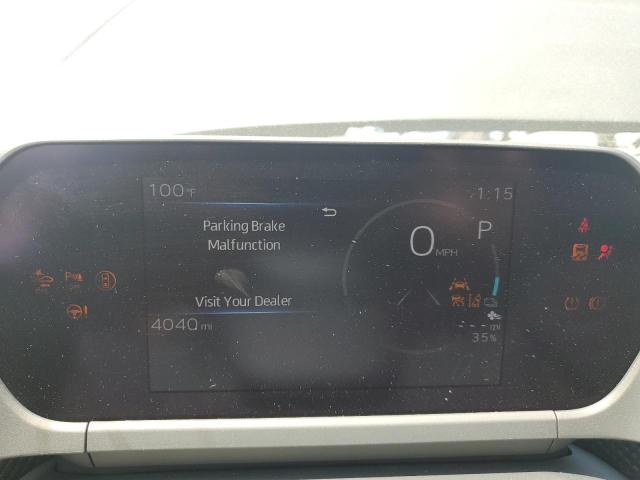 100°F
1:15
Parking Brake
Malfunction
0 MPH
P
Visit Your Dealer
4040 mi
35%